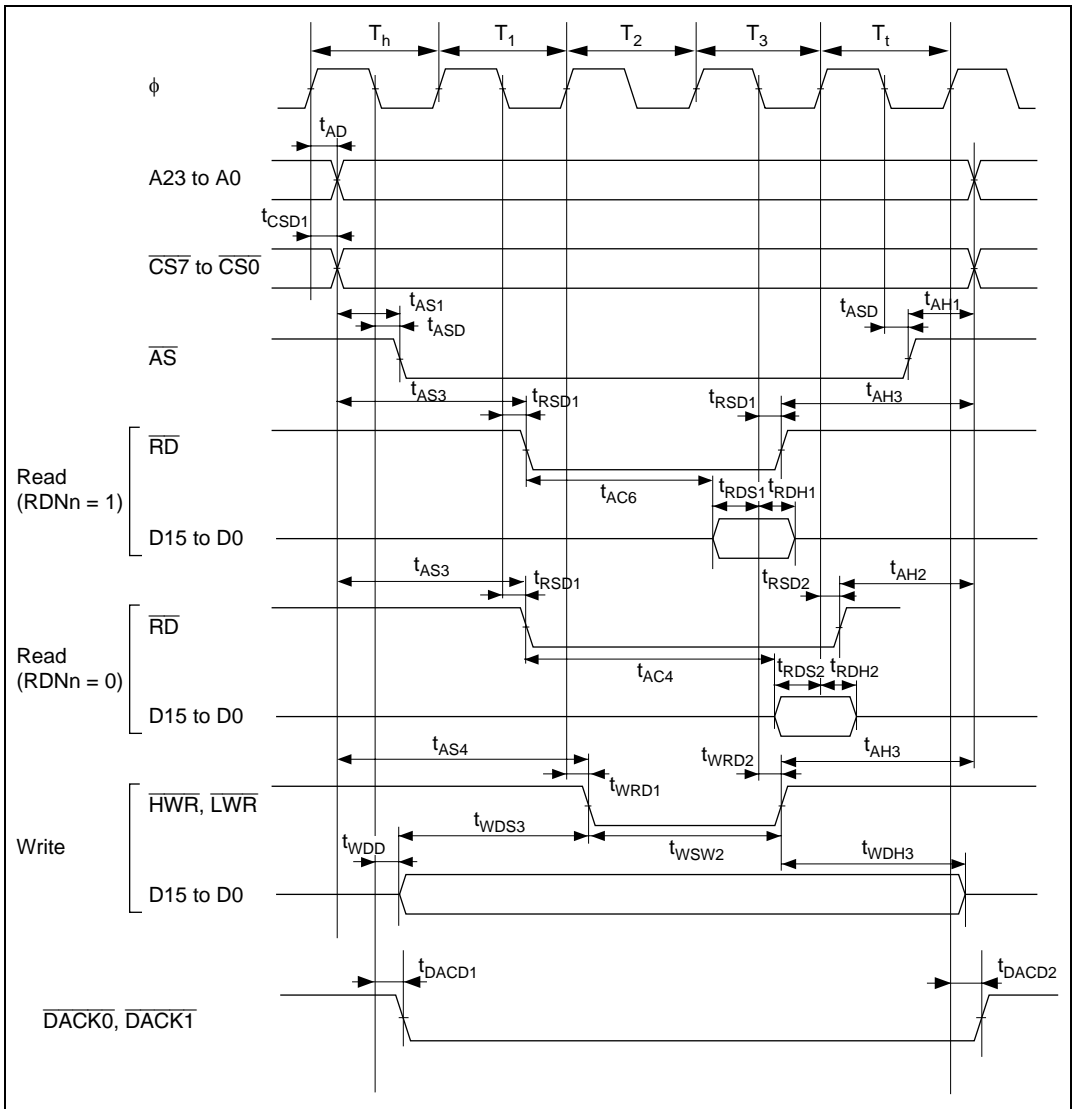 Th T1 T2 T3 Tt
ϕ
tAD
A23 to A0
tCSD1
CS7 to CS0
tAS1
tASD
tASD
tAH1
AS
tAS3
tRSD1
tRSD1
tAH3
RD
Read
(RDNn = 1)
tAC6
tRDS1
tRDH1
D15 to D0
tAS3
tRSD1
tRSD2
tAH2
RD
Read
(RDNn = 0)
tAC4
tRDS2
tRDH2
D15 to D0
tAS4
tWRD1
tWRD2
tAH3
HWR, LWR
Write
tWDD
tWDS3
tWSW2
tWDH3
D15 to D0
tDACD1
tDACD2
DACK0, DACK1